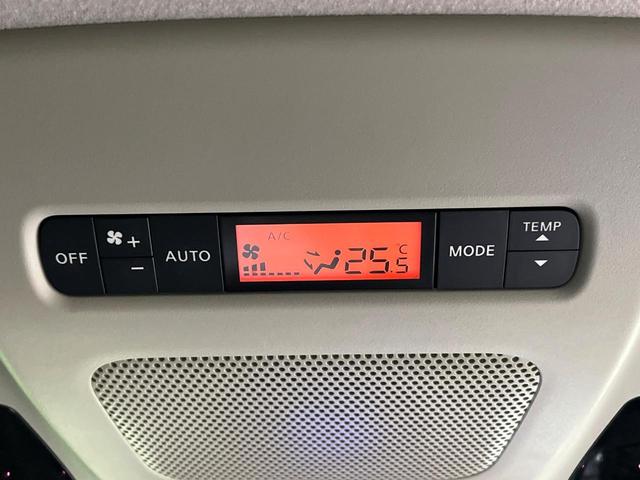 OFF
+
-
AUTO
A/C
25.5 °C
MODE
TEMP